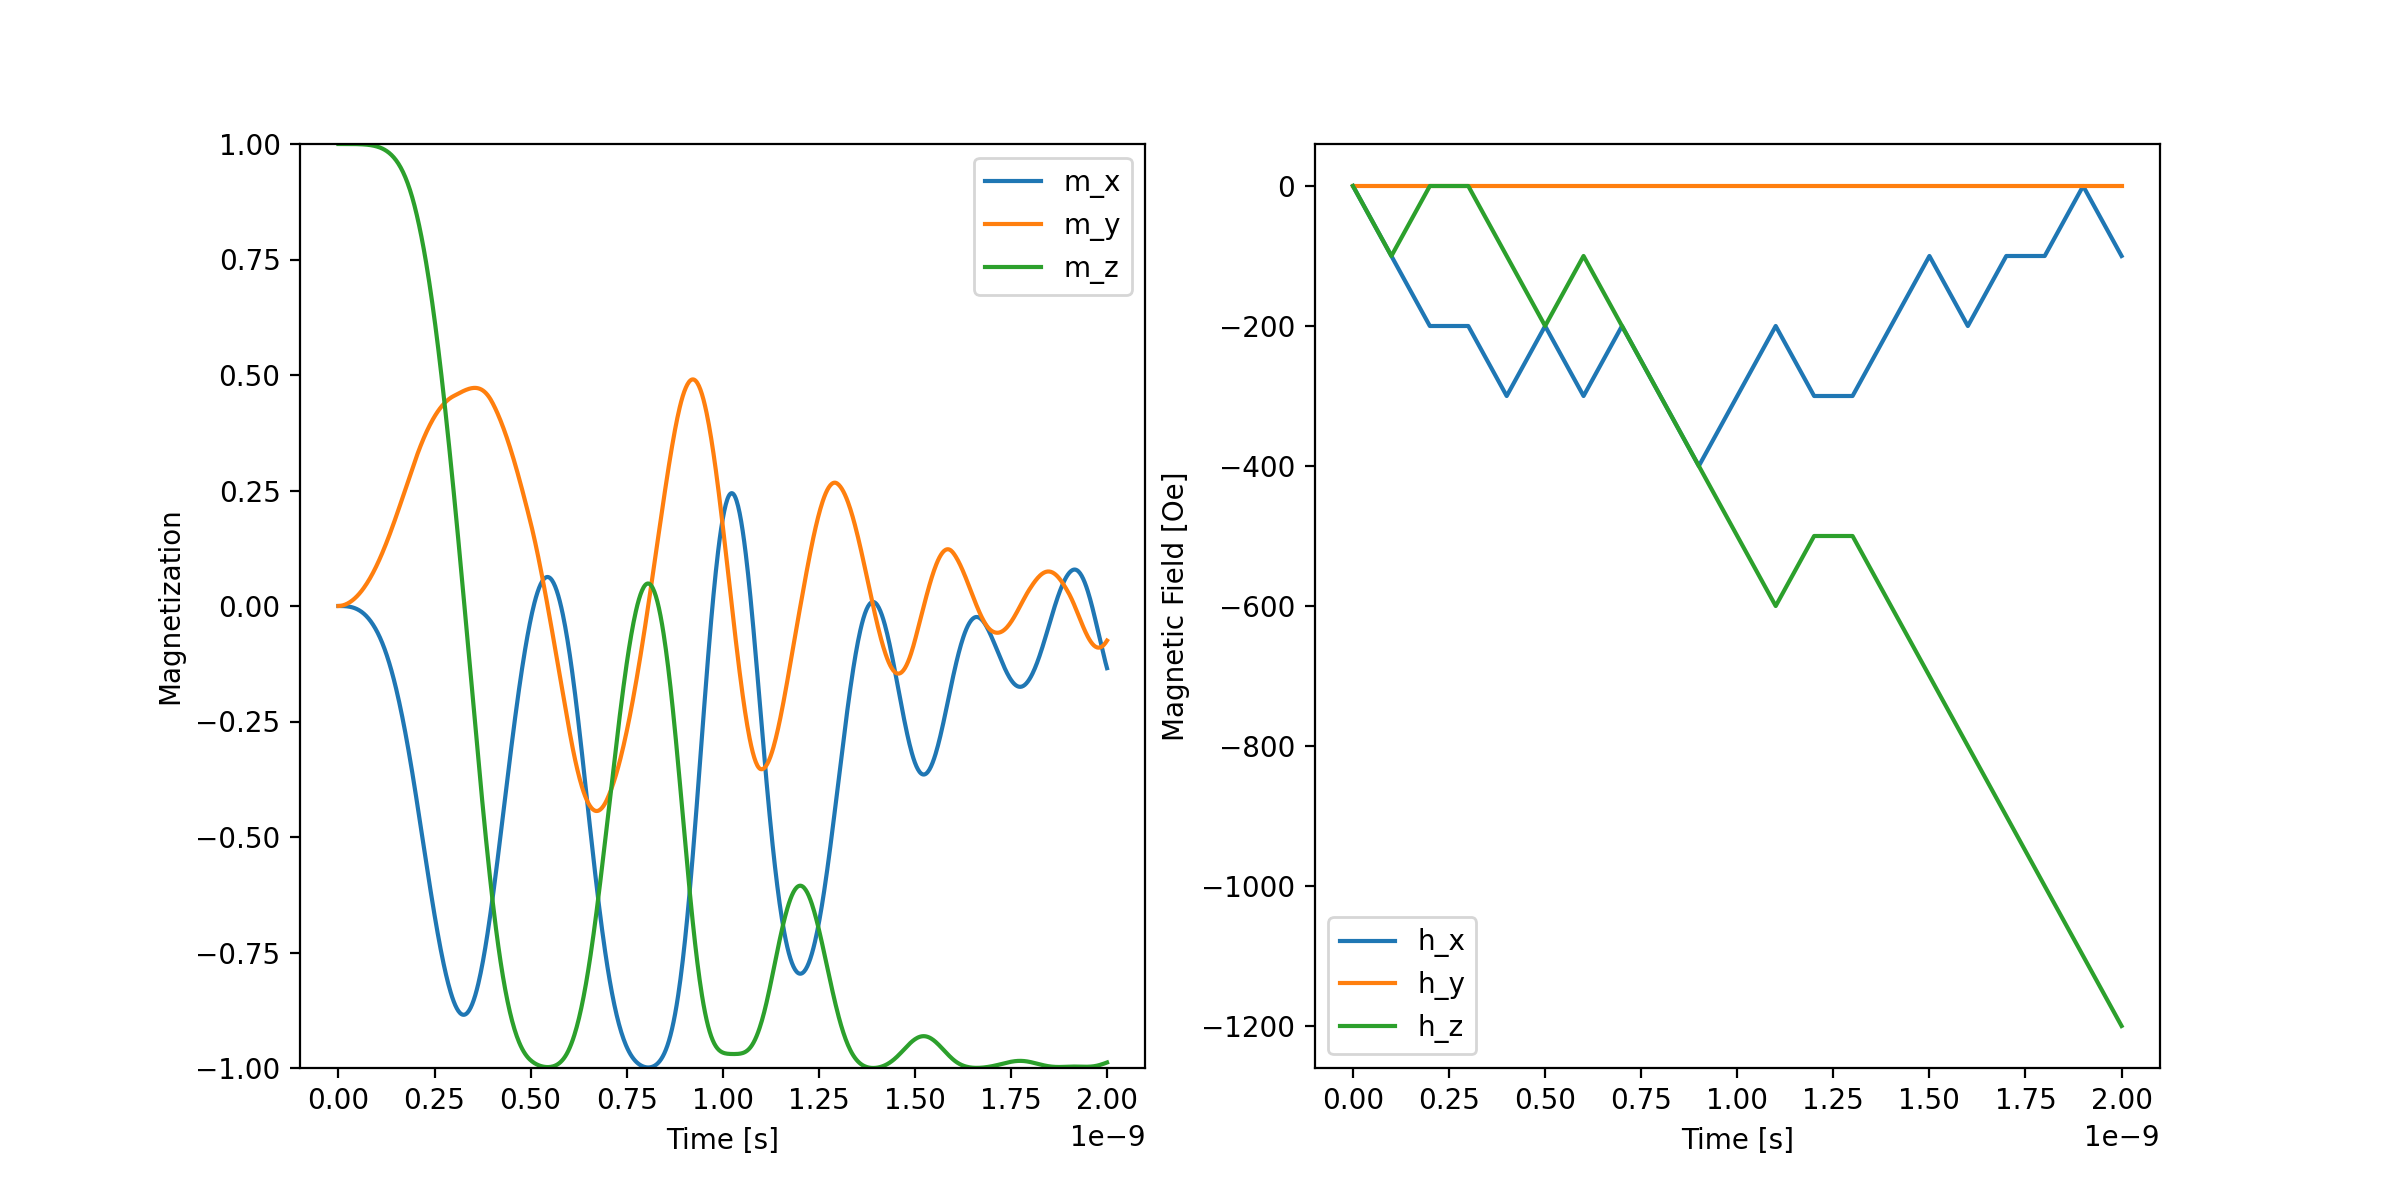 Magnetization
1.00
0.75
0.50
0.25
0.00
−0.25
−0.50
−0.75
−1.00
0.00 0.25 0.50 0.75 1.00 1.25 1.50 1.75 2.00
Time [s]
1e−9
m_x
m_y
m_z
Magnetic Field [Oe]
0
−200
−400
−600
−800
−1000
−1200
0.00 0.25 0.50 0.75 1.00 1.25 1.50 1.75 2.00
Time [s]
1e−9
h_x
h_y
h_z